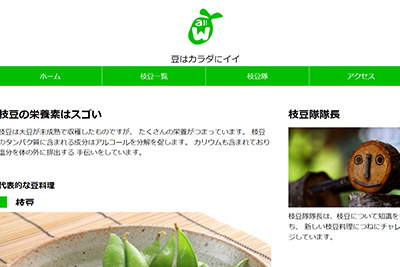 all
W
豆はカラダにイイ
ホーム
枝豆一覧
枝豆隊
アクセス
枝豆の栄養素はスゴい
枝豆は大豆が未成熟で収穫したものですが、たくさんの栄養がつまっています。 枝豆
のタンパク質に含まれる成分はアルコールを分解を促します。 カリウムも含まれており
塩分を体の外に排出する 手伝いをしています。
代表的な豆料理
枝豆
枝豆隊隊長
枝豆隊隊長は、枝豆について知識を
ち、 新しい枝豆料理につねにチャレ
ジしています。